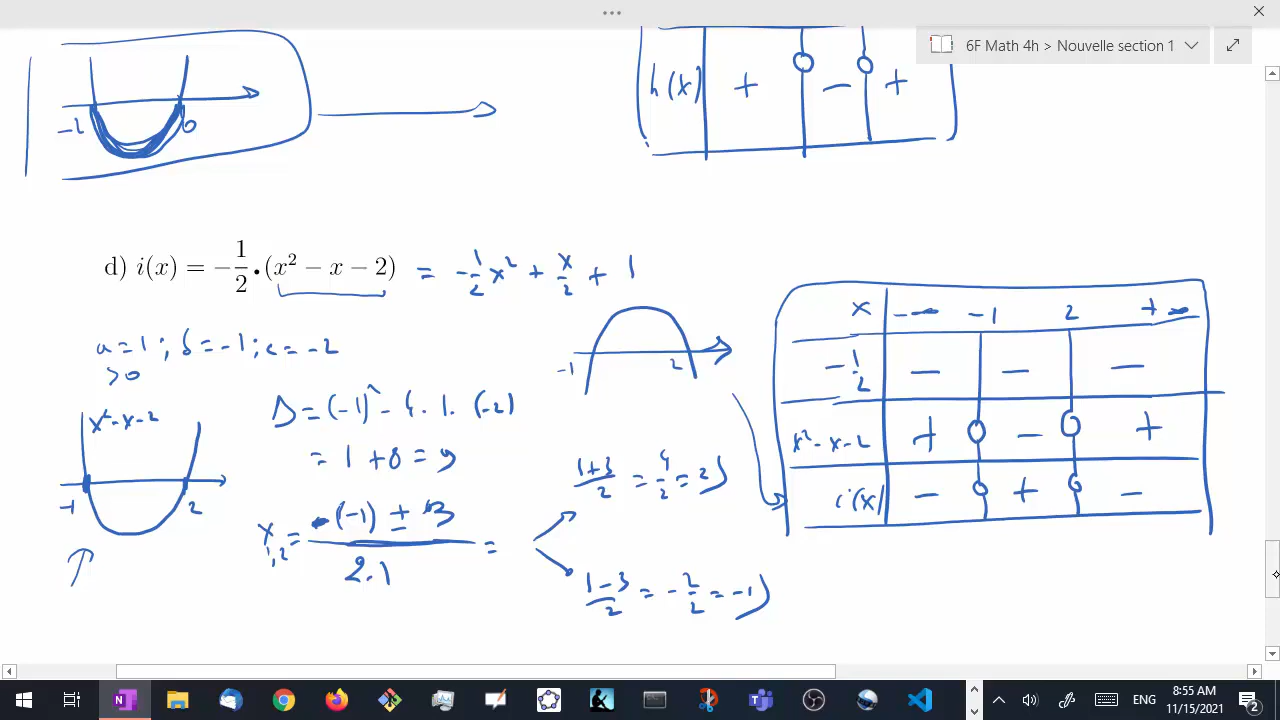 6F Math 4h > Nouvelle section 1
h(x) + − +
-2 0
d) i(x) = −1/2 · (x² − x − 2) = −1/2 x² + x/2 + 1
a = 1 ; b = -1 ; c = -2
> 0
-1 2
x -∞ -1 2 +∞
-1/2 − − −
x² - x - 2 + 0 − 0 +
i(x) − 0 + 0 −
x² - x - 2
-1 2
Δ = (-1)² - 4 . 1 . (-2)
= 1 + 8 = 9
x1,2 = -(-1) ± 3 / 2.1 =
1+3/2 = 4/2 = 2
1-3/2 = -2/2 = -1
ENG
8:55 AM
11/15/2021
2